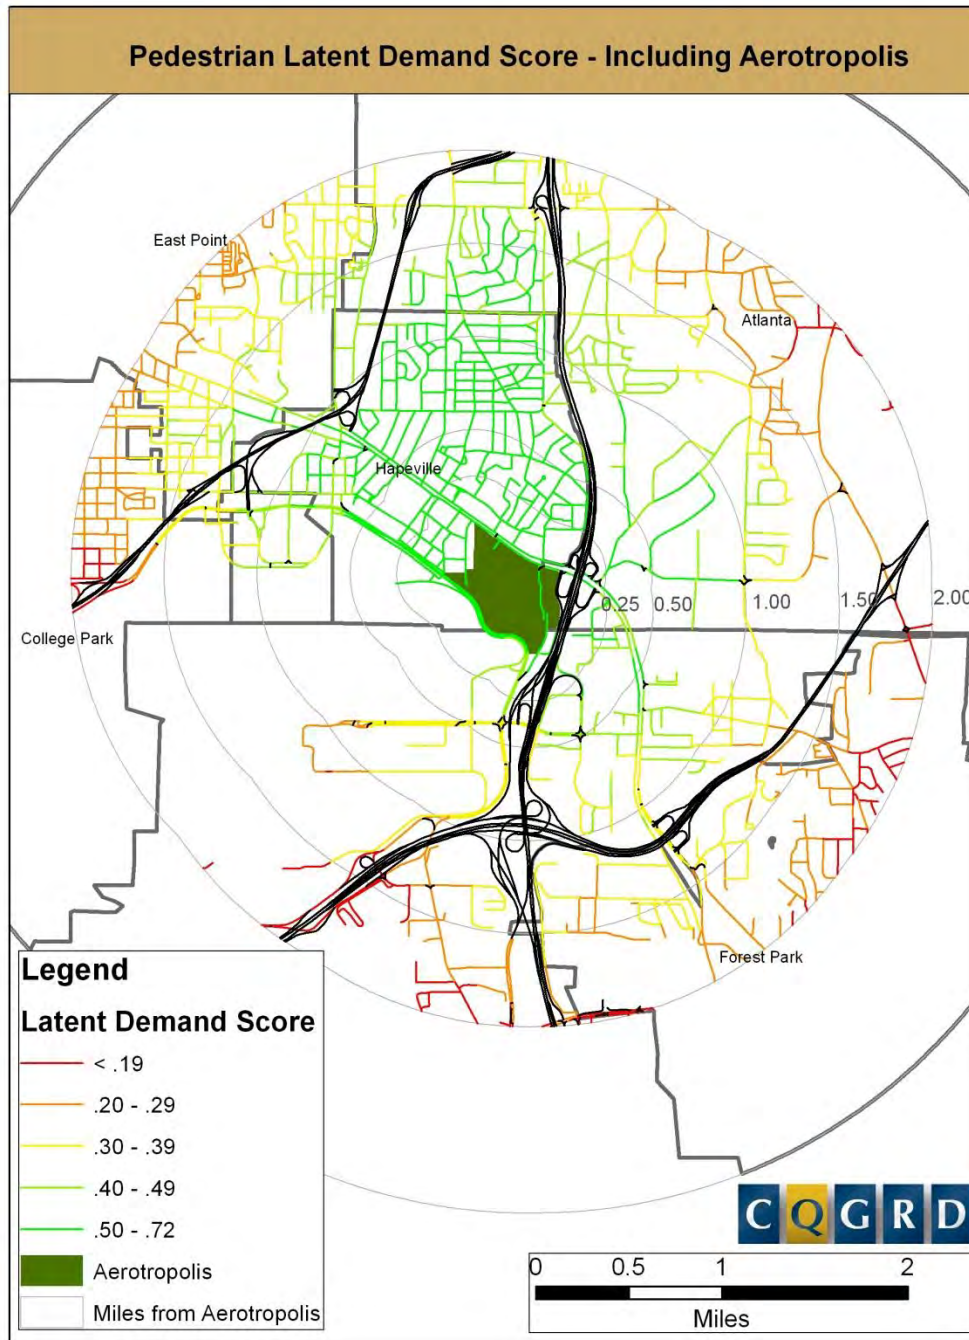 Pedestrian Latent Demand Score - Including Aerotropolis
East Point
Atlanta
Hapeville
0.25 0.50 1.00 1.50 2.00
College Park
Forest Park
Legend
Latent Demand Score
< .19
.20 - .29
.30 - .39
.40 - .49
.50 - .72
Aerotropolis
Miles from Aerotropolis
C Q G R D
0 0.5 1 2
Miles